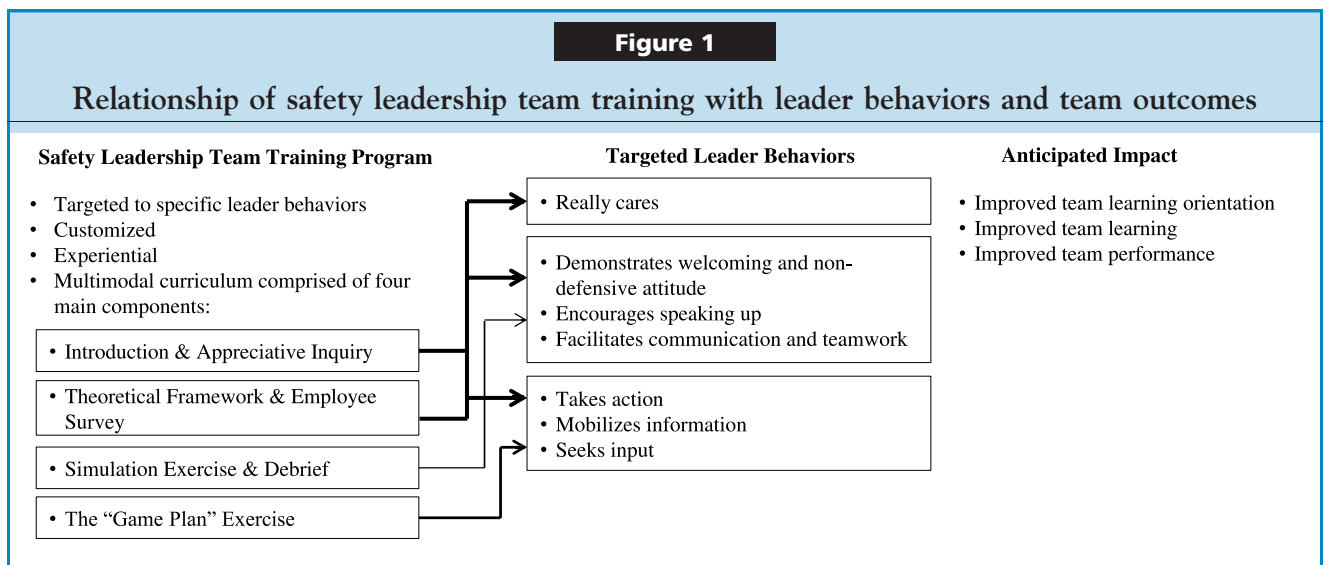 Figure 1
Relationship of safety leadership team training with leader behaviors and team outcomes
Safety Leadership Team Training Program
• Targeted to specific leader behaviors
• Customized
• Experiential
• Multimodal curriculum comprised of four
main components:
• Introduction & Appreciative Inquiry
• Theoretical Framework & Employee
Survey
• Simulation Exercise & Debrief
• The “Game Plan” Exercise
Targeted Leader Behaviors
• Really cares
• Demonstrates welcoming and non-
defensive attitude
• Encourages speaking up
• Facilitates communication and teamwork
• Takes action
• Mobilizes information
• Seeks input
Anticipated Impact
• Improved team learning orientation
• Improved team learning
• Improved team performance